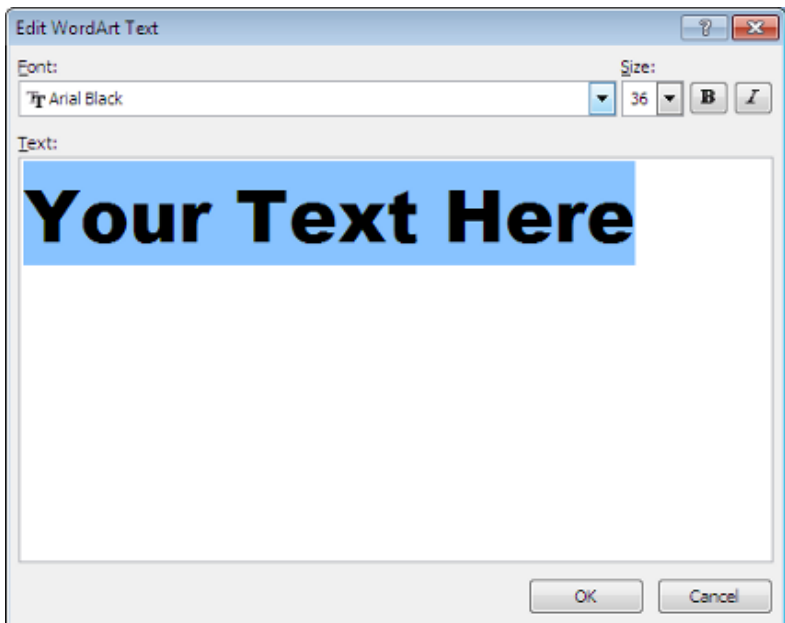 Edit WordArt Text
Font: Size:
Arial Black 36 B I
Text:
Your Text Here
OK Cancel